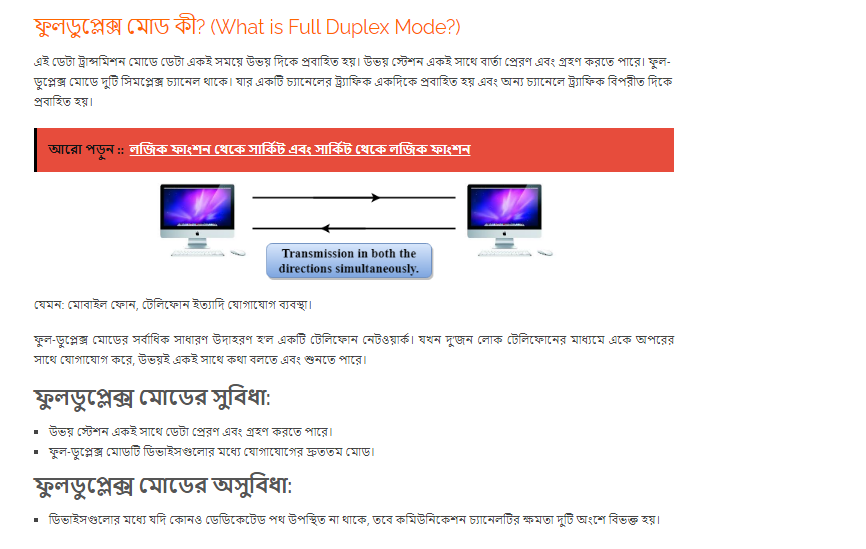 ফুলডুপ্লেক্স মোড কী? (What is Full Duplex Mode?)
এই ডেটা ট্রান্সমিশন মোডে ডেটা একই সময়ে উভয় দিকে প্রবাহিত হয়। উভয় স্টেশন একই সাথে বার্তা প্রেরণ এবং গ্রহণ করতে পারে। ফুল-
ডুপ্লেক্স মোডে দুটি সিমপ্লেক্স চ্যানেল থাকে। যার একটি চ্যানেলের ট্র্যাফিক একদিকে প্রবাহিত হয় এবং অন্য চ্যানেলে ট্র্যাফিক বিপরীত দিকে
প্রবাহিত হয়।
আরো পড়ুন :: লজিক ফাংশন থেকে সার্কিট এবং সার্কিট থেকে লজিক ফাংশন
Transmission in both the
directions simultaneously.
যেমন: মোবাইল ফোন, টেলিফোন ইত্যাদি যোগাযোগ ব্যবস্থা।
ফুল-ডুপ্লেক্স মোডের সর্বাধিক সাধারণ উদাহরণ হ'ল একটি টেলিফোন নেটওয়ার্ক। যখন দু'জন লোক টেলিফোনের মাধ্যমে একে অপরের
সাথে যোগাযোগ করে, উভয়ই একই সাথে কথা বলতে এবং শুনতে পারে।
ফুলডুপ্লেক্স মোডের সুবিধা:
▪ উভয় স্টেশন একই সাথে ডেটা প্রেরণ এবং গ্রহণ করতে পারে।
▪ ফুল-ডুপ্লেক্স মোডটি ডিভাইসগুলোর মধ্যে যোগাযোগের দ্রুততম মোড।
ফুলডুপ্লেক্স মোডের অসুবিধা:
▪ ডিভাইসগুলোর মধ্যে যদি কোনও ডেডিকেটেড পথ উপস্থিত না থাকে, তবে কমিউনিকেশন চ্যানেলটির ক্ষমতা দুটি অংশে বিভক্ত হয়।